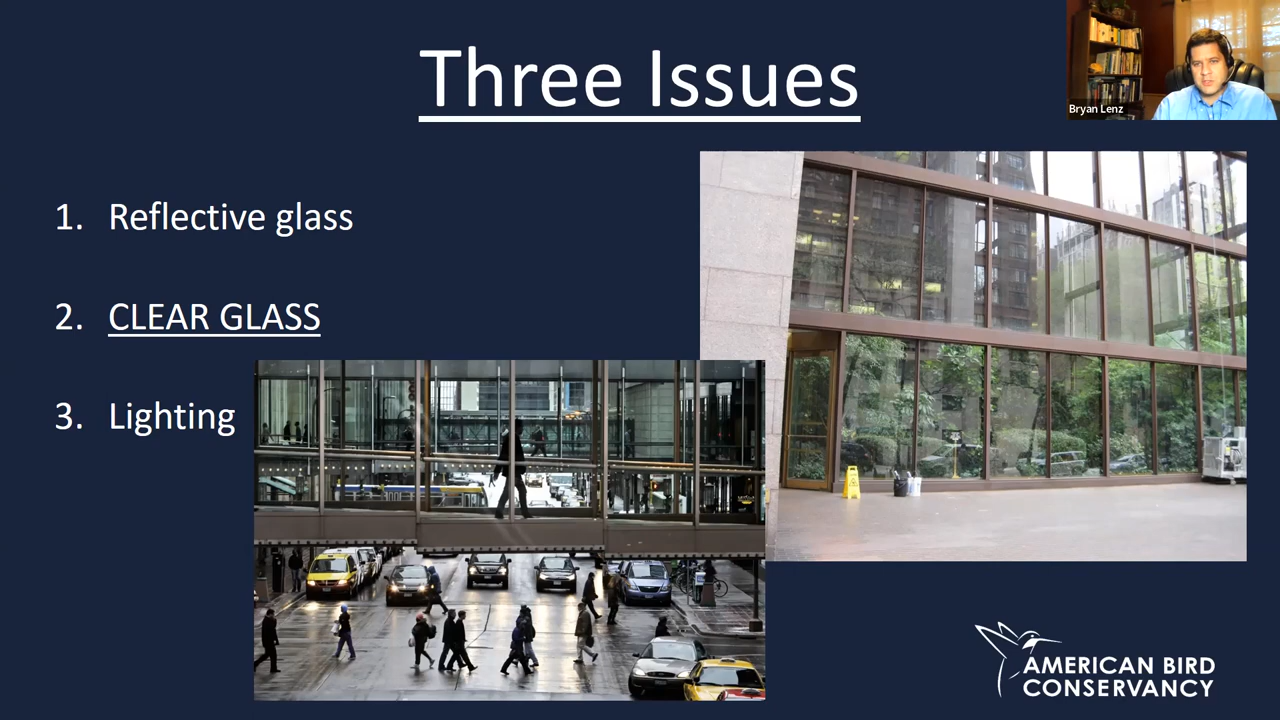 Three Issues
Bryan Lenz
1. Reflective glass
2. CLEAR GLASS
3. Lighting
AMERICAN BIRD
CONSERVANCY